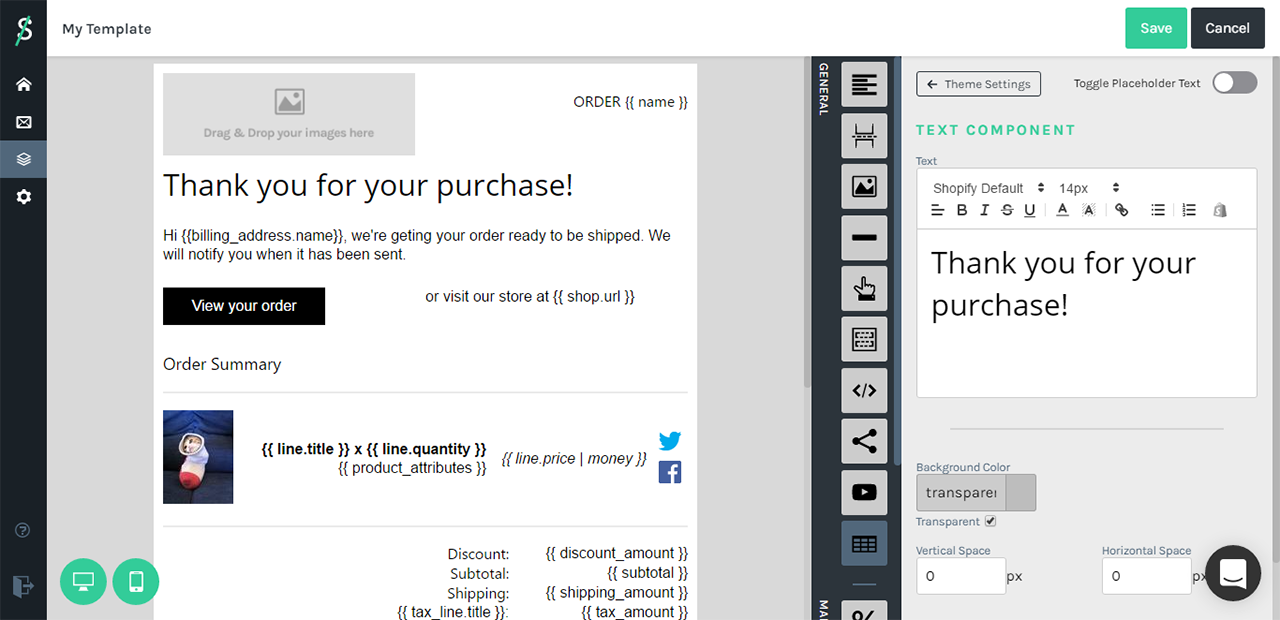 My Template
Save
Cancel
Drag & Drop your images here
ORDER {{ name }}
Thank you for your purchase!
Hi {{billing_address.name}}, we're geting your order ready to be shipped. We
will notify you when it has been sent.
View your order
or visit our store at {{ shop.url }}
Order Summary
{{ line.title }} x {{ line.quantity }}
{{ product_attributes }}
{{ line.price | money }}
Discount: {{ discount_amount }}
Subtotal: {{ subtotal }}
Shipping: {{ shipping_amount }}
{{ tax_line.title }}: {{ tax_amount }}
GENERAL
Theme Settings
Toggle Placeholder Text
TEXT COMPONENT
Text
Shopify Default 14px
B I S U A A
Thank you for your
purchase!
Background Color
transparer
Transparent
Vertical Space Horizontal Space
0 px 0 px